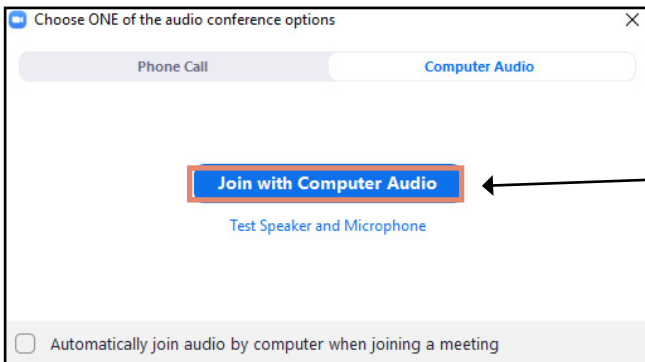 Choose ONE of the audio conference options
Phone Call Computer Audio
Join with Computer Audio
Test Speaker and Microphone
Automatically join audio by computer when joining a meeting